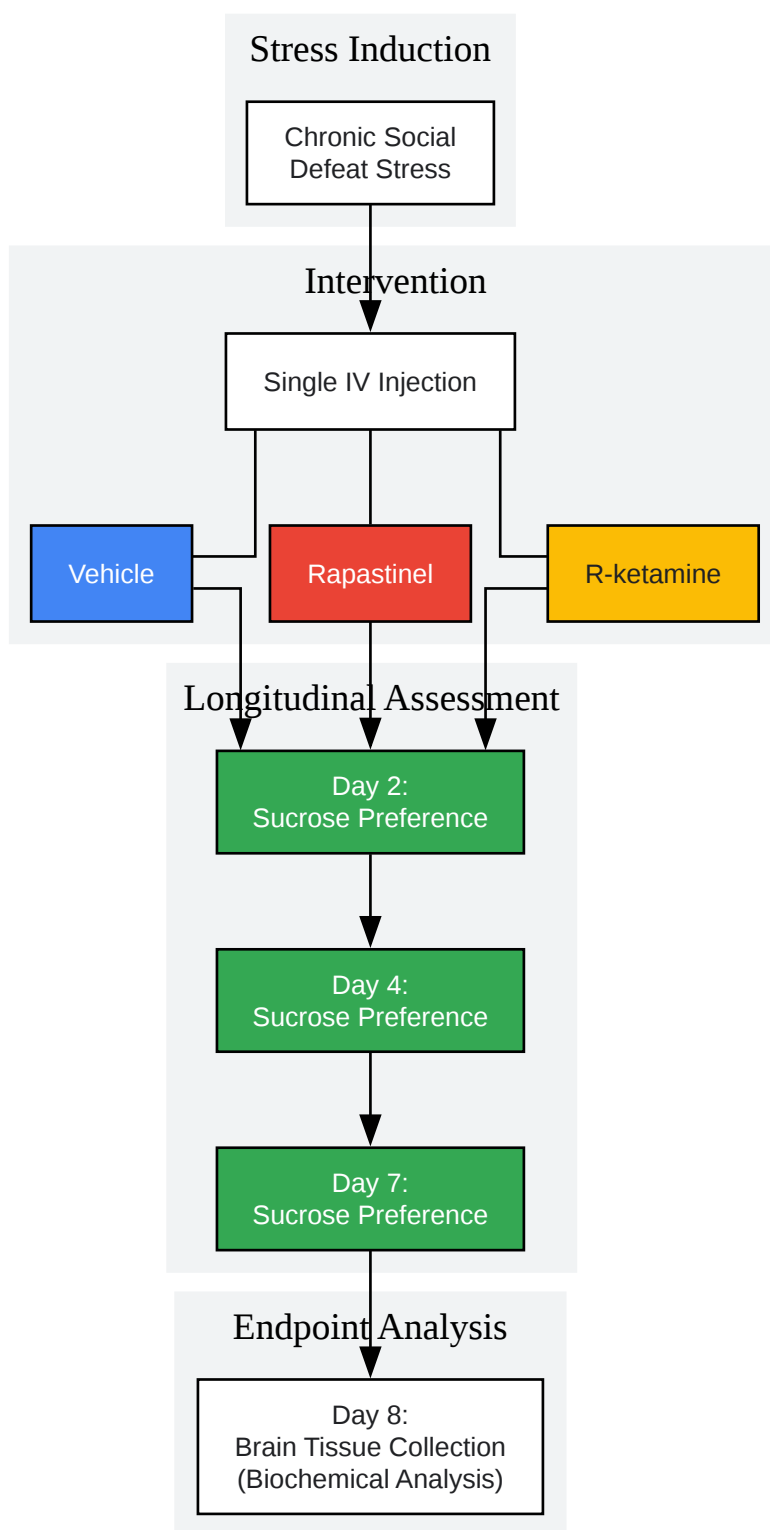 Stress Induction
Chronic Social
Defeat Stress
Intervention
Single IV Injection
Vehicle
Rapastinel
R-ketamine
Longitudinal Assessment
Day 2:
Sucrose Preference
Day 4:
Sucrose Preference
Day 7:
Sucrose Preference
Endpoint Analysis
Day 8:
Brain Tissue Collection
(Biochemical Analysis)